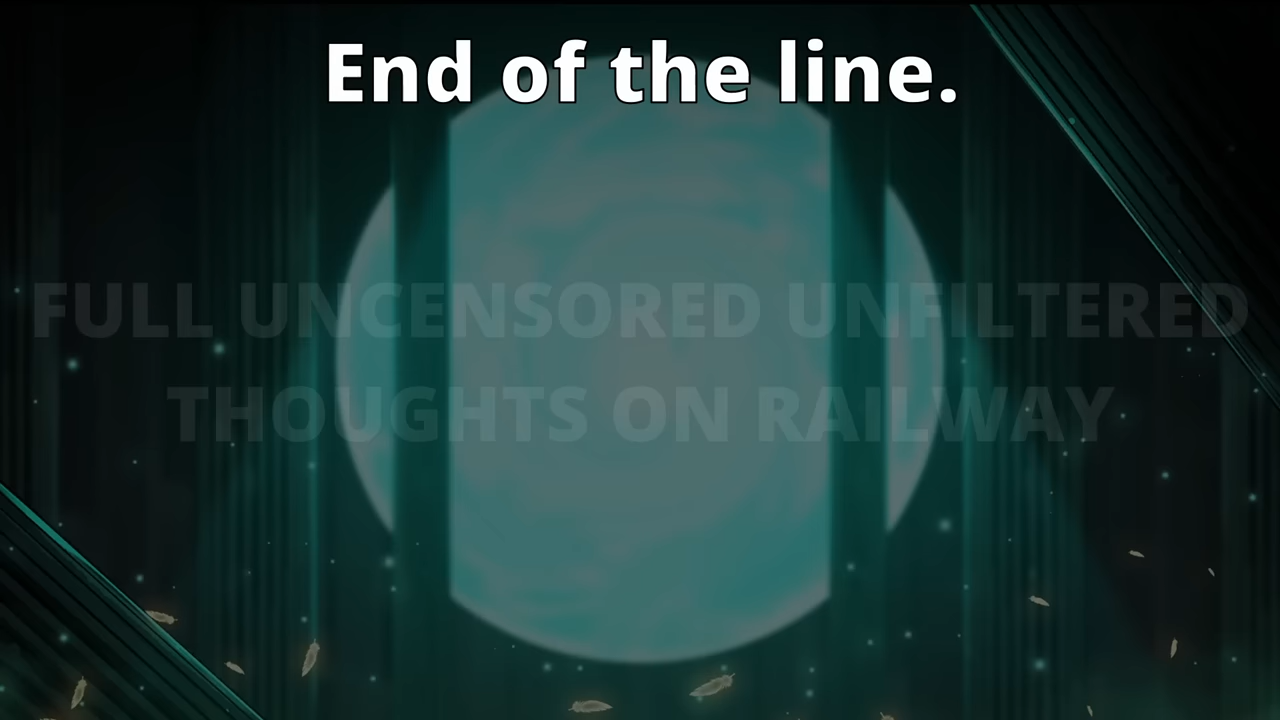 End of the line.
FULL UNCENSORED UNFILTERED
THOUGHTS ON RAILWAY